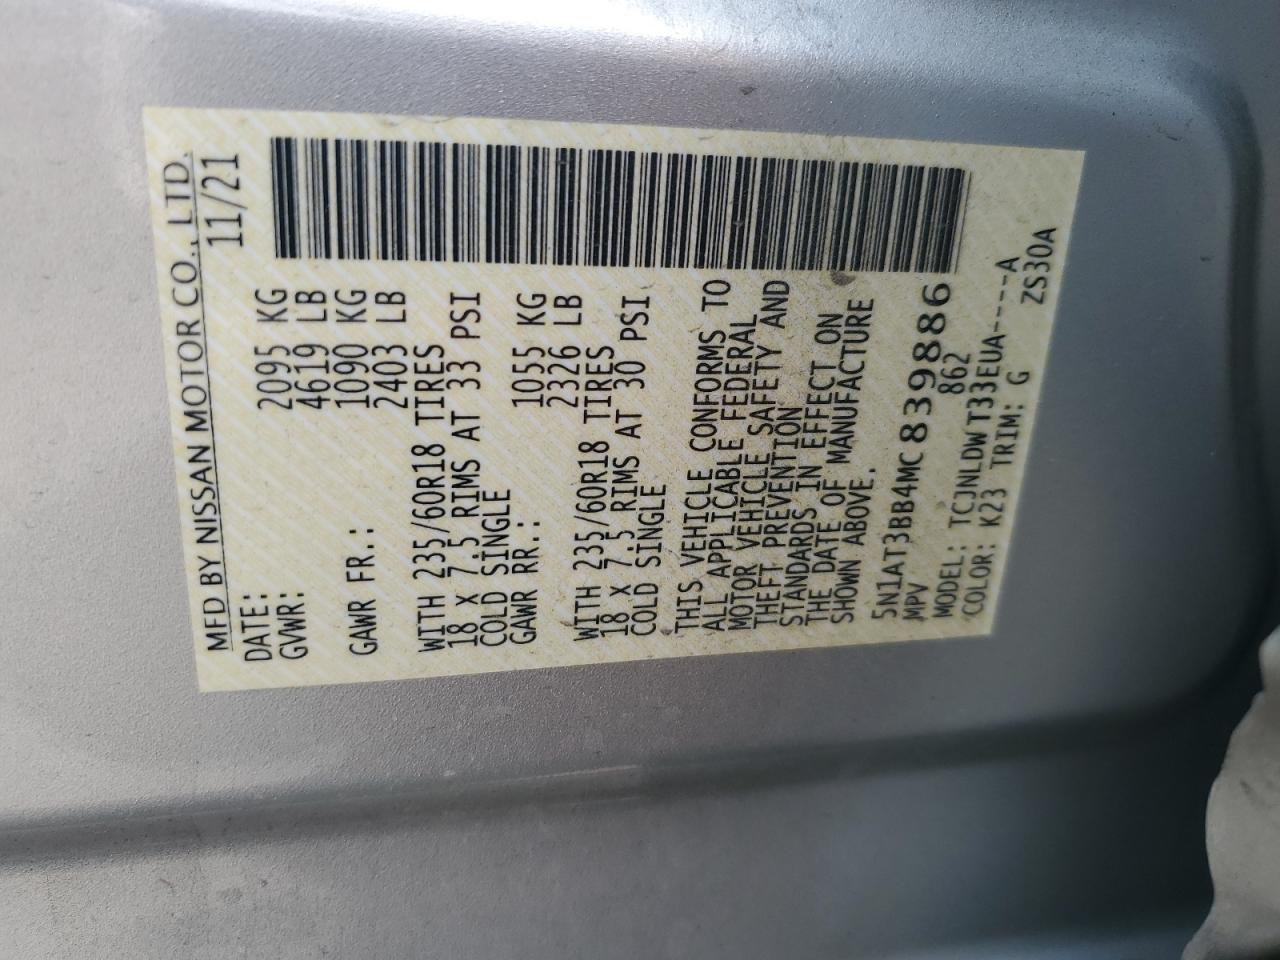 MFD BY NISSAN MOTOR CO., LTD.
DATE: 11/21
GVWR: 2095 KG
4619 LB
GAWR FR.: 1090 KG
2403 LB
WITH 235/60R18 TIRES
18 X 7.5 RIMS AT 33 PSI
COLD SINGLE
GAWR RR.: 1055 KG
2326 LB
WITH 235/60R18 TIRES
18 X 7.5 RIMS AT 30 PSI
COLD SINGLE
THIS VEHICLE CONFORMS TO
ALL APPLICABLE FEDERAL
MOTOR VEHICLE SAFETY AND
THEFT PREVENTION
STANDARDS IN EFFECT ON
THE DATE OF MANUFACTURE
SHOWN ABOVE.
5N1AT3BB4MC839886
MPV 862
MODEL: TCJNLDWT33EUA-----A
COLOR: K23 TRIM: G ZS30A